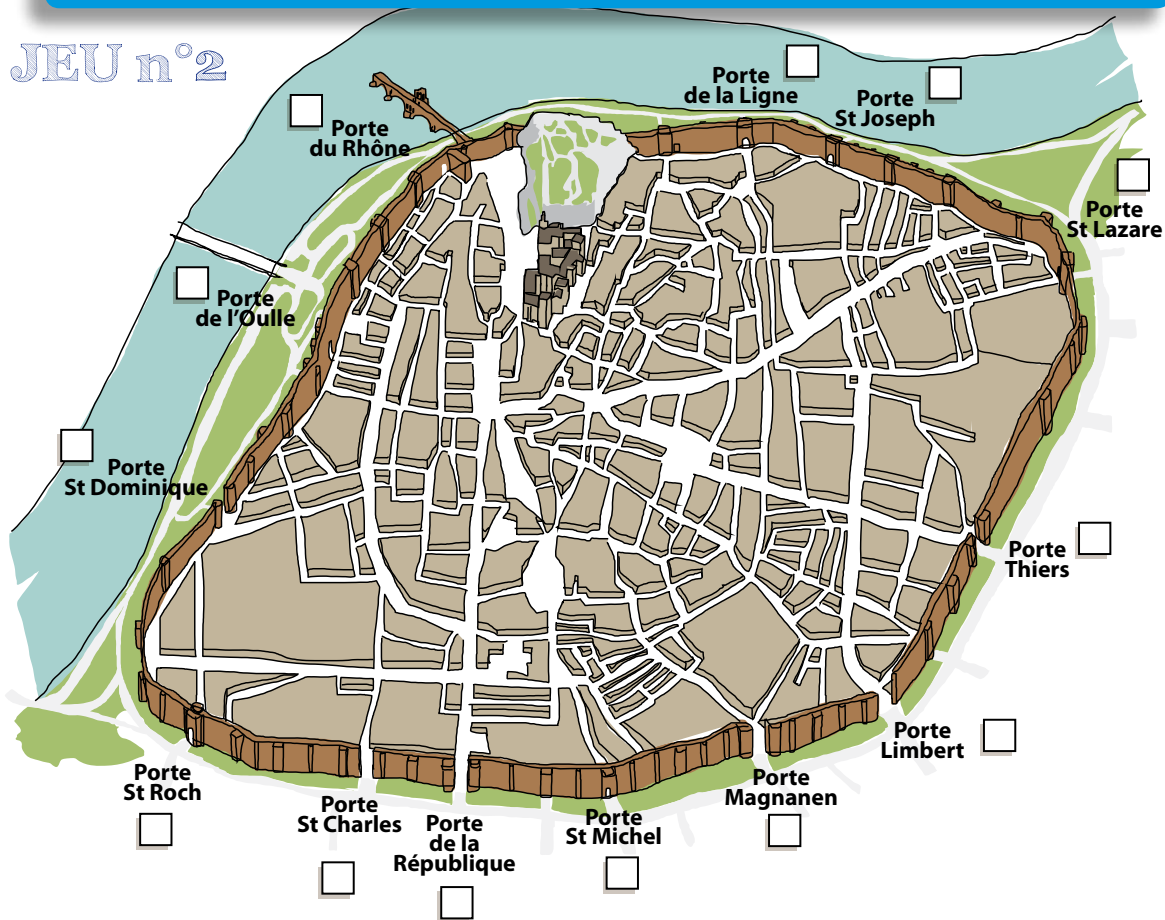 JEU n°2
Porte
de la Ligne
Porte
St Joseph
Porte
du Rhône
Porte
St Lazare
Porte
de l'Oulle
Porte
St Dominique
Porte
Thiers
Porte
Limbert
Porte
St Roch
Porte
Magnanen
Porte
St Charles
Porte
de la
République
Porte
St Michel